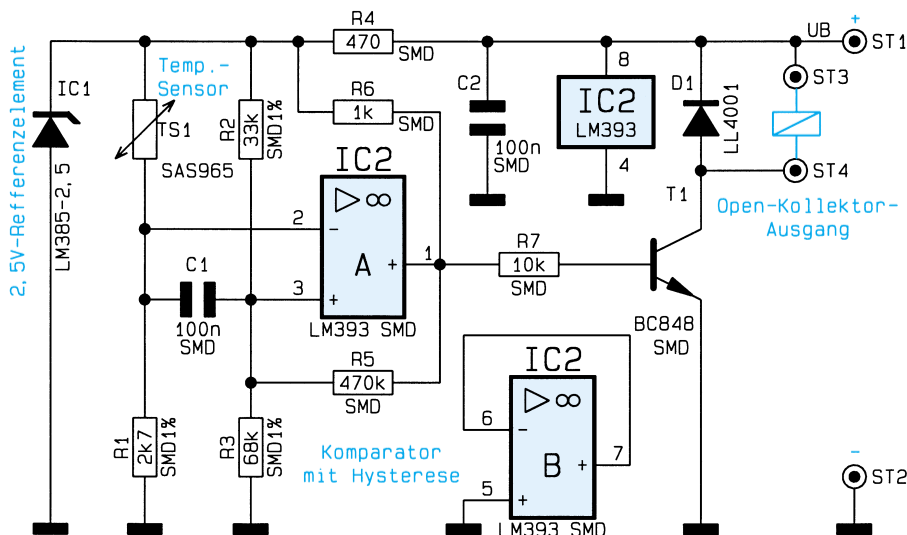 R4
470
SMD
UB
+
ST1
2,5V-Refferenzelement
IC1
LM385-2,5
Temp.-
Sensor
TS1
SAS965
R2
33k
SMD1%
R6
1k
SMD
C2
100n
SMD
8
IC2
LM393
4
D1
LL4001
ST3
ST4
T1
Open-Kollektor-
Ausgang
IC2
▷∞
2
-
A
+
1
3
+
LM393 SMD
C1
100n
SMD
R7
10k
SMD
BC848
SMD
R5
470k
SMD
R1
2k7
SMD1%
R3
68k
SMD1%
Komparator
mit Hysterese
IC2
▷∞
6
-
B
+
7
5
+
LM393 SMD
-
ST2